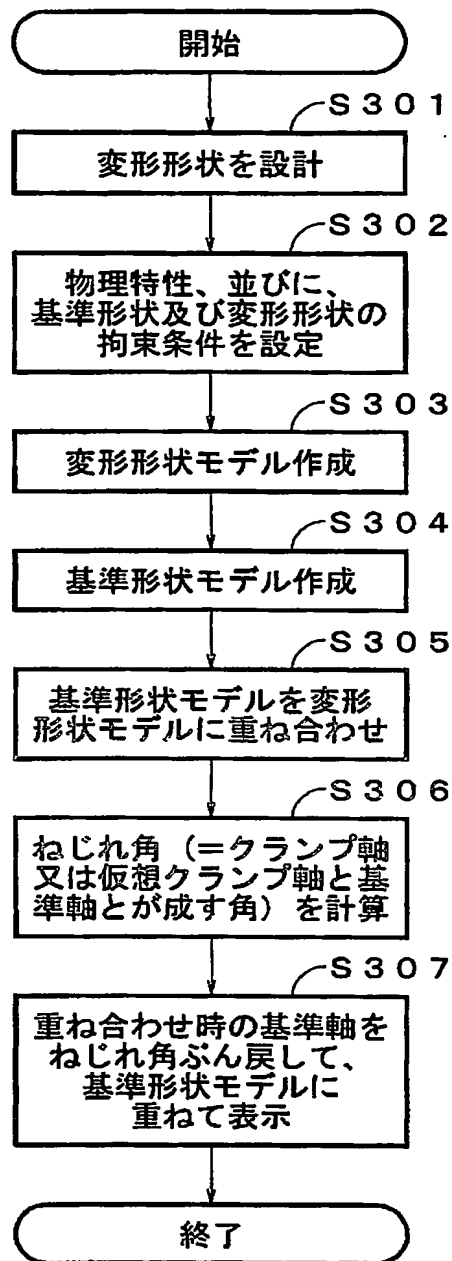 開始
S301
変形形状を設計
S302
物理特性、並びに、
基準形状及び変形形状の
拘束条件を設定
S303
変形形状モデル作成
S304
基準形状モデル作成
S305
基準形状モデルを変形
形状モデルに重ね合わせ
S306
ねじれ角（＝クランプ軸
又は仮想クランプ軸と基
準軸とが成す角）を計算
S307
重ね合わせ時の基準軸を
ねじれ角ぶん戻して、
基準形状モデルに
重ねて表示
終了